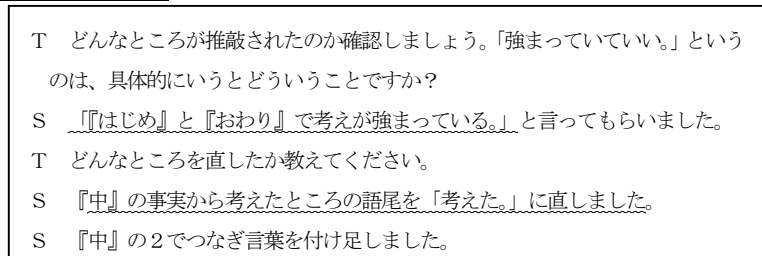 T どんなところが推敲されたのか確認しましょう。「強まっていていい。」という
のは、具体的にいうとどういうことですか？
S 「『はじめ』と『おわり』で考えが強まっている。」と言ってもらいました。
T どんなところを直したか教えてください。
S 『中』の事実から考えたところの語尾を「考えた。」に直しました。
S 『中』の２でつなぎ言葉を付け足しました。